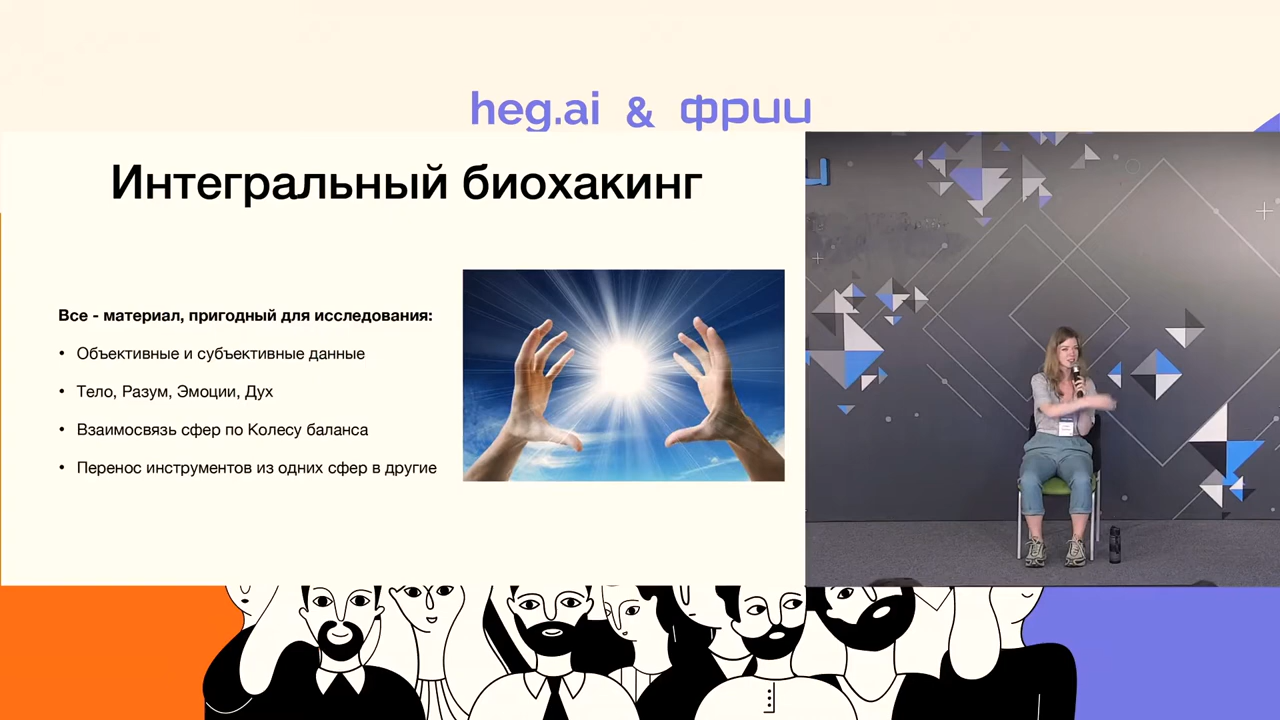 heg.ai & фрии
Интегральный биохакинг
Все - материал, пригодный для исследования:
• Объективные и субъективные данные
• Тело, Разум, Эмоции, Дух
• Взаимосвязь сфер по Колесу баланса
• Перенос инструментов из одних сфер в другие